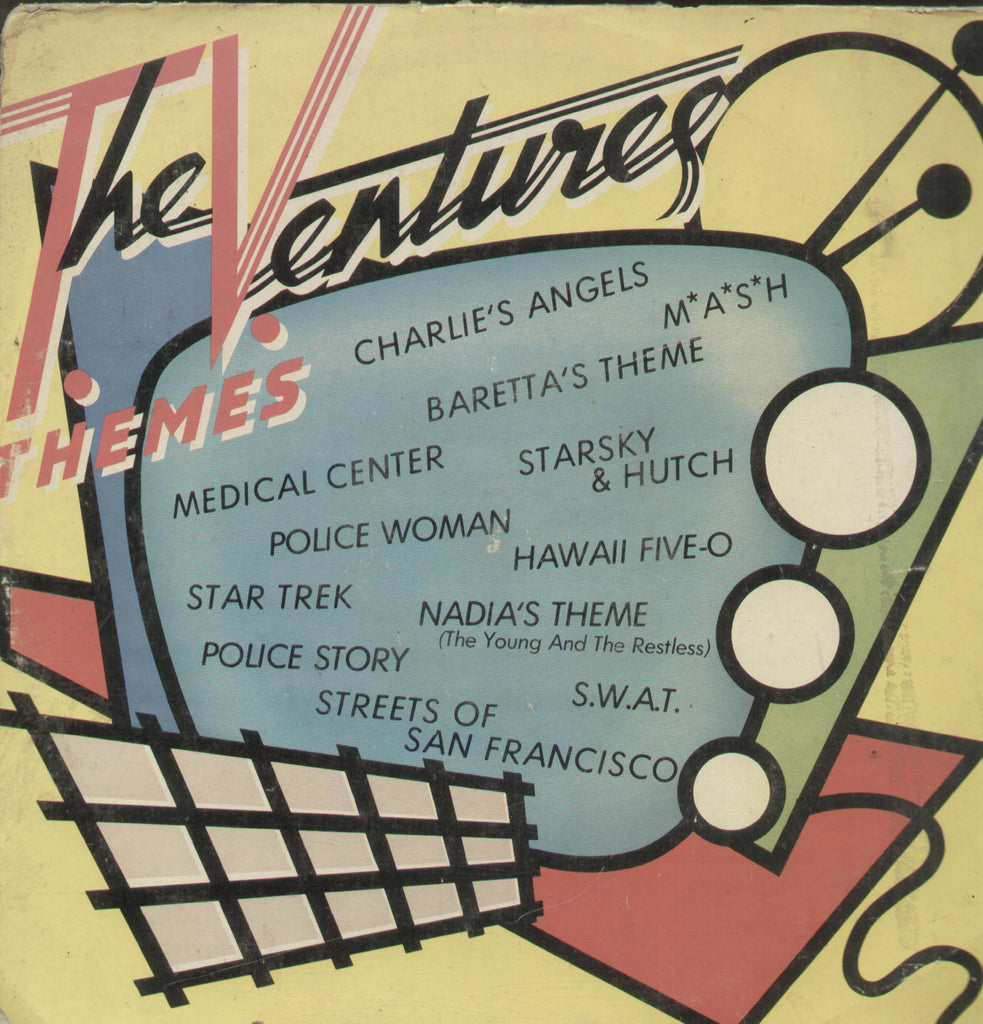 The Ventures
T.V.
THEMES
CHARLIE'S ANGELS
M*A*S*H
BARETTA'S THEME
MEDICAL CENTER
STARSKY
& HUTCH
POLICE WOMAN
HAWAII FIVE-O
STAR TREK
NADIA'S THEME
(The Young And The Restless)
POLICE STORY
S.W.A.T.
STREETS OF
SAN FRANCISCO